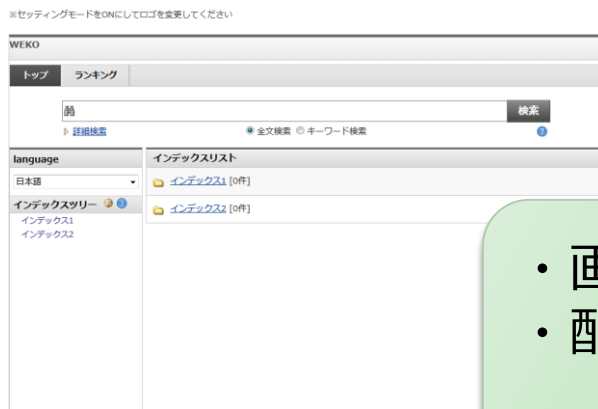 ※セッティングモードをONにしてロゴを変更してください
WEKO
トップ ランキング
検索
詳細検索 全文検索 キーワード検索
language インデックスリスト
日本語 インデックス1 [0件]
インデックスツリー インデックス2 [0件]
インデックス1
インデックス2
・画
・配